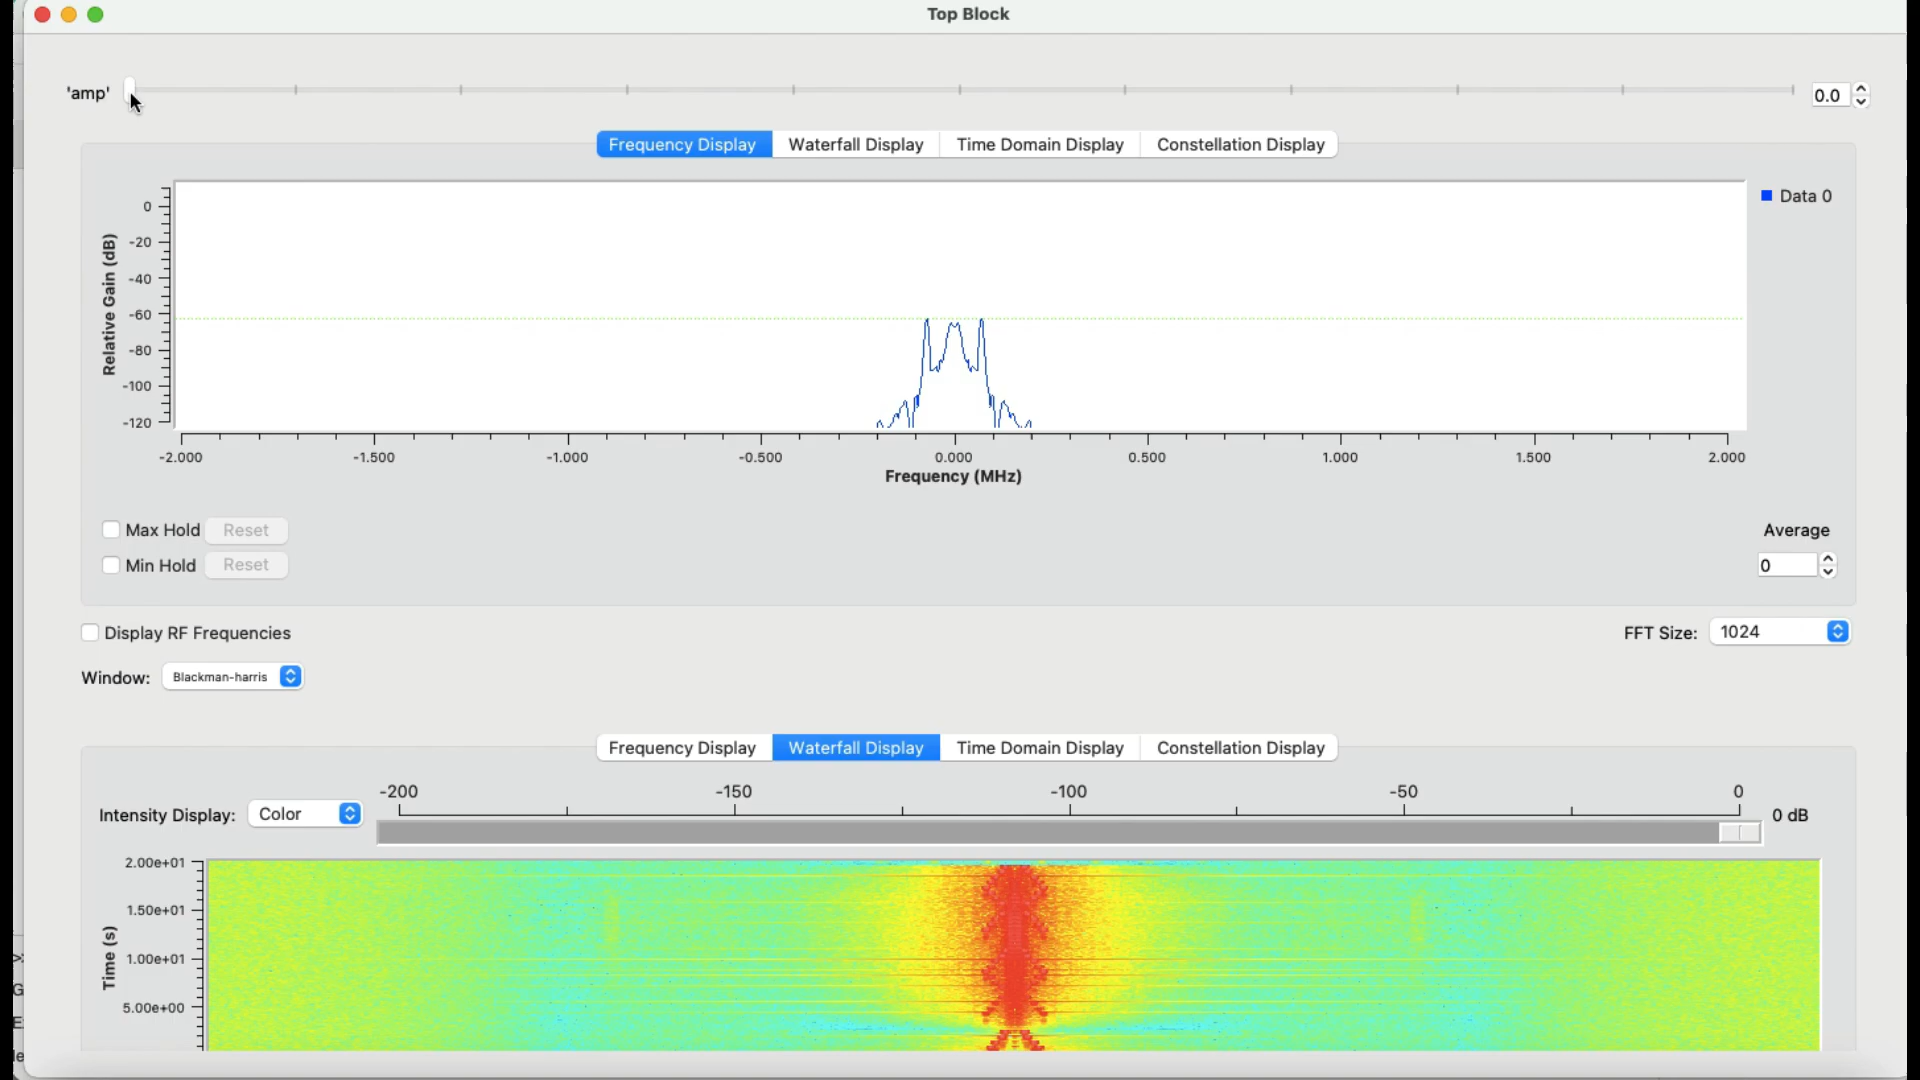 Top Block
'amp'
0.0
Frequency Display Waterfall Display Time Domain Display Constellation Display
Data 0
0
-20
-40
-60
-80
-100
-120
Relative Gain (dB)
-2.000 -1.500 -1.000 -0.500 0.000 0.500 1.000 1.500 2.000
Frequency (MHz)
Max Hold Reset
Average
Min Hold Reset
0
Display RF Frequencies
FFT Size: 1024
Window: Blackman-harris
Frequency Display Waterfall Display Time Domain Display Constellation Display
-200 -150 -100 -50 0
Intensity Display: Color
0 dB
2.00e+01
1.50e+01
1.00e+01
5.00e+00
Time (s)